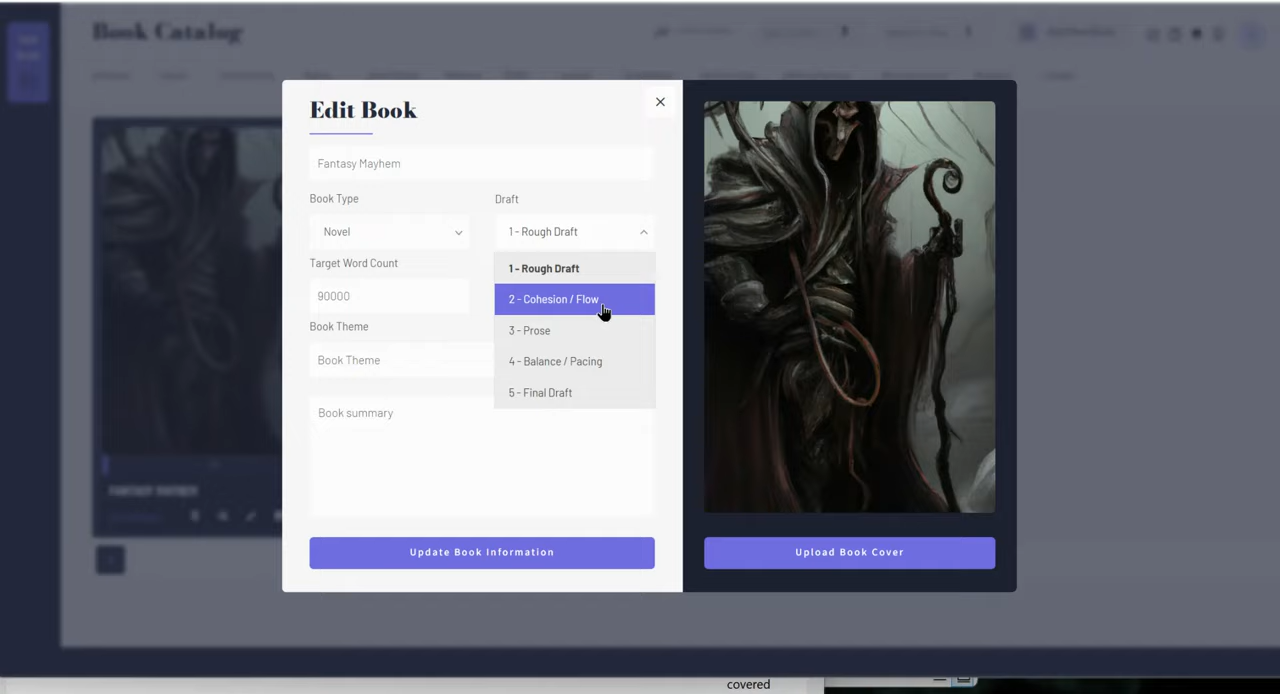 Book Catalog
Edit Book
Fantasy Mayhem
Book Type
Draft
Novel
1 - Rough Draft
Target Word Count
1 - Rough Draft
90000
2 - Cohesion / Flow
Book Theme
3 - Prose
Book Theme
4 - Balance / Pacing
5 - Final Draft
Book summary
FANTASY MAYHEM
Update Book Information
Upload Book Cover
covered